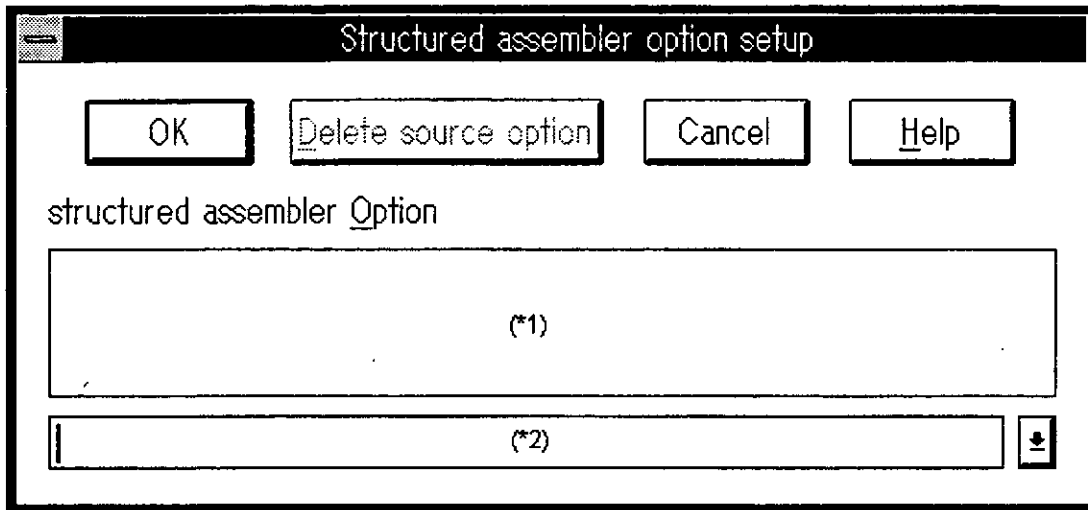 Structured assembler option setup
OK Delete source option Cancel Help
structured assembler Option
(*1)
(*2)